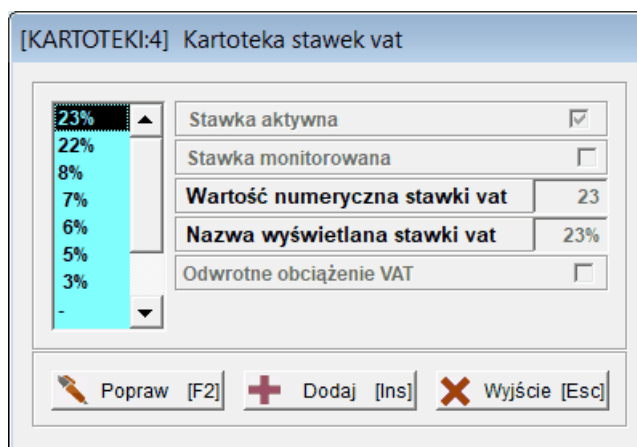 [KARTOTEKI:4] Kartoteka stawek vat
23%
22%
8%
7%
6%
5%
3%
-
Stawka aktywna
Stawka monitorowana
Wartość numeryczna stawki vat 23
Nazwa wyświetlana stawki vat 23%
Odwrotne obciążenie VAT
Popraw [F2] Dodaj [Ins] Wyjście [Esc]